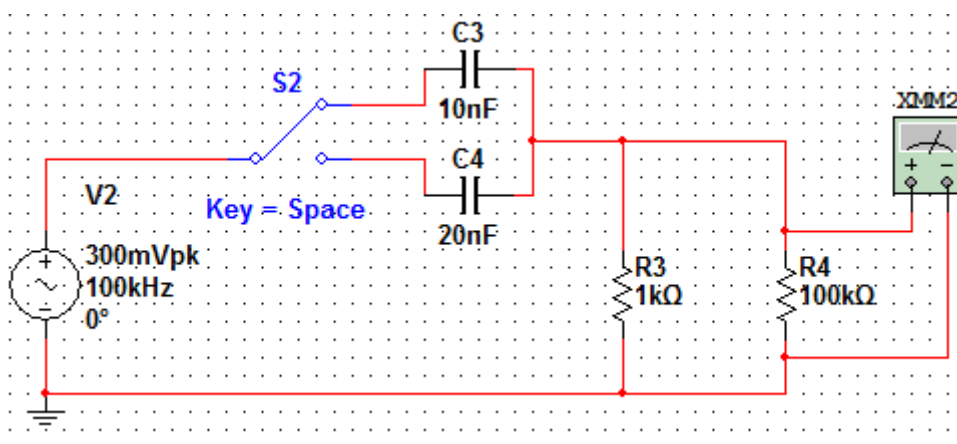 C3
10nF
S2
C4
20nF
Key = Space
V2
300mVpk
100kHz
0°
R3
1kΩ
R4
100kΩ
XMM2